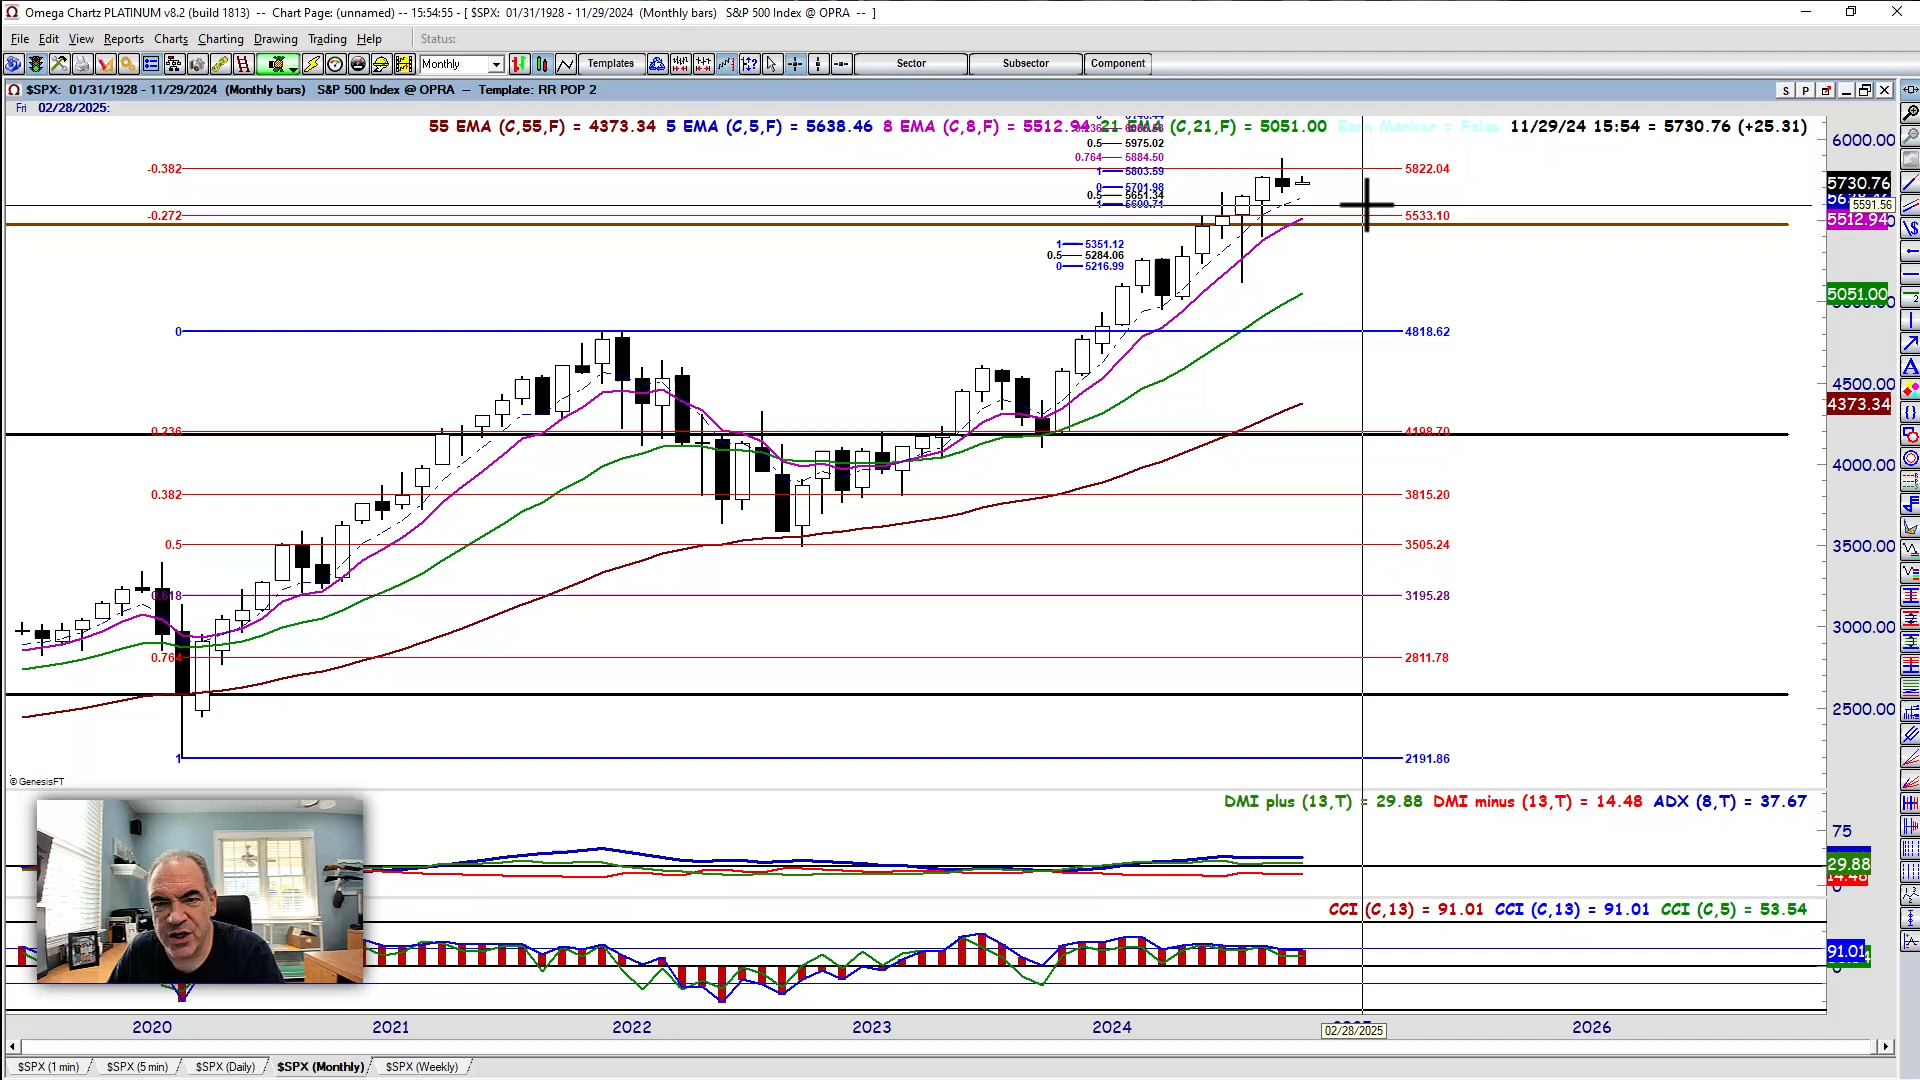 Omega Chartz PLATINUM v8.2 (build 1813) -- Chart Page: (unnamed) -- 15:54:55 - [ $SPX: 01/31/1928 - 11/29/2024 (Monthly bars) S&P 500 Index @ OPRA -- ]
File Edit View Reports Charts Charting Drawing Trading Help Status:
Monthly Templates Sector Subsector Component
$SPX: 01/31/1928 - 11/29/2024 (Monthly bars) S&P 500 Index @ OPRA — Template: RR POP 2 S P
Fri 02/28/2025:
55 EMA (C,55,F) = 4373.34 5 EMA (C,5,F) = 5638.46 8 EMA (C,8,F) = 5512.94 21 EMA (C,21,F) = 5051.00 = False 11/29/24 15:54 = 5730.76 (+25.31)
6000.00
0.5 5975.02
0.764 5884.50
-0.382 1 5803.59 5822.04
0 5701.98 5730.76
0.5 5651.34
5591.56
-0.272 5533.10 5512.94
1 5351.12
0.5 5284.06
0 5216.99
5051.00
0 4818.62
4500.00
4373.34
0.236 4198.70
4000.00
0.382 3815.20
0.5 3505.24 3500.00
0.618 3195.28
3000.00
0.764 2811.78
2500.00
1 2191.86
© GenesisFT
DMI plus (13,T) = 29.88 DMI minus (13,T) = 14.48 ADX (8,T) = 37.67
75
29.88
14.48
0
CCI (C,13) = 91.01 CCI (C,13) = 91.01 CCI (C,5) = 53.54
91.01
2020 2021 2022 2023 2024 02/28/2025 2026
$SPX (1 min) $SPX (5 min) $SPX (Daily) $SPX (Monthly) $SPX (Weekly)